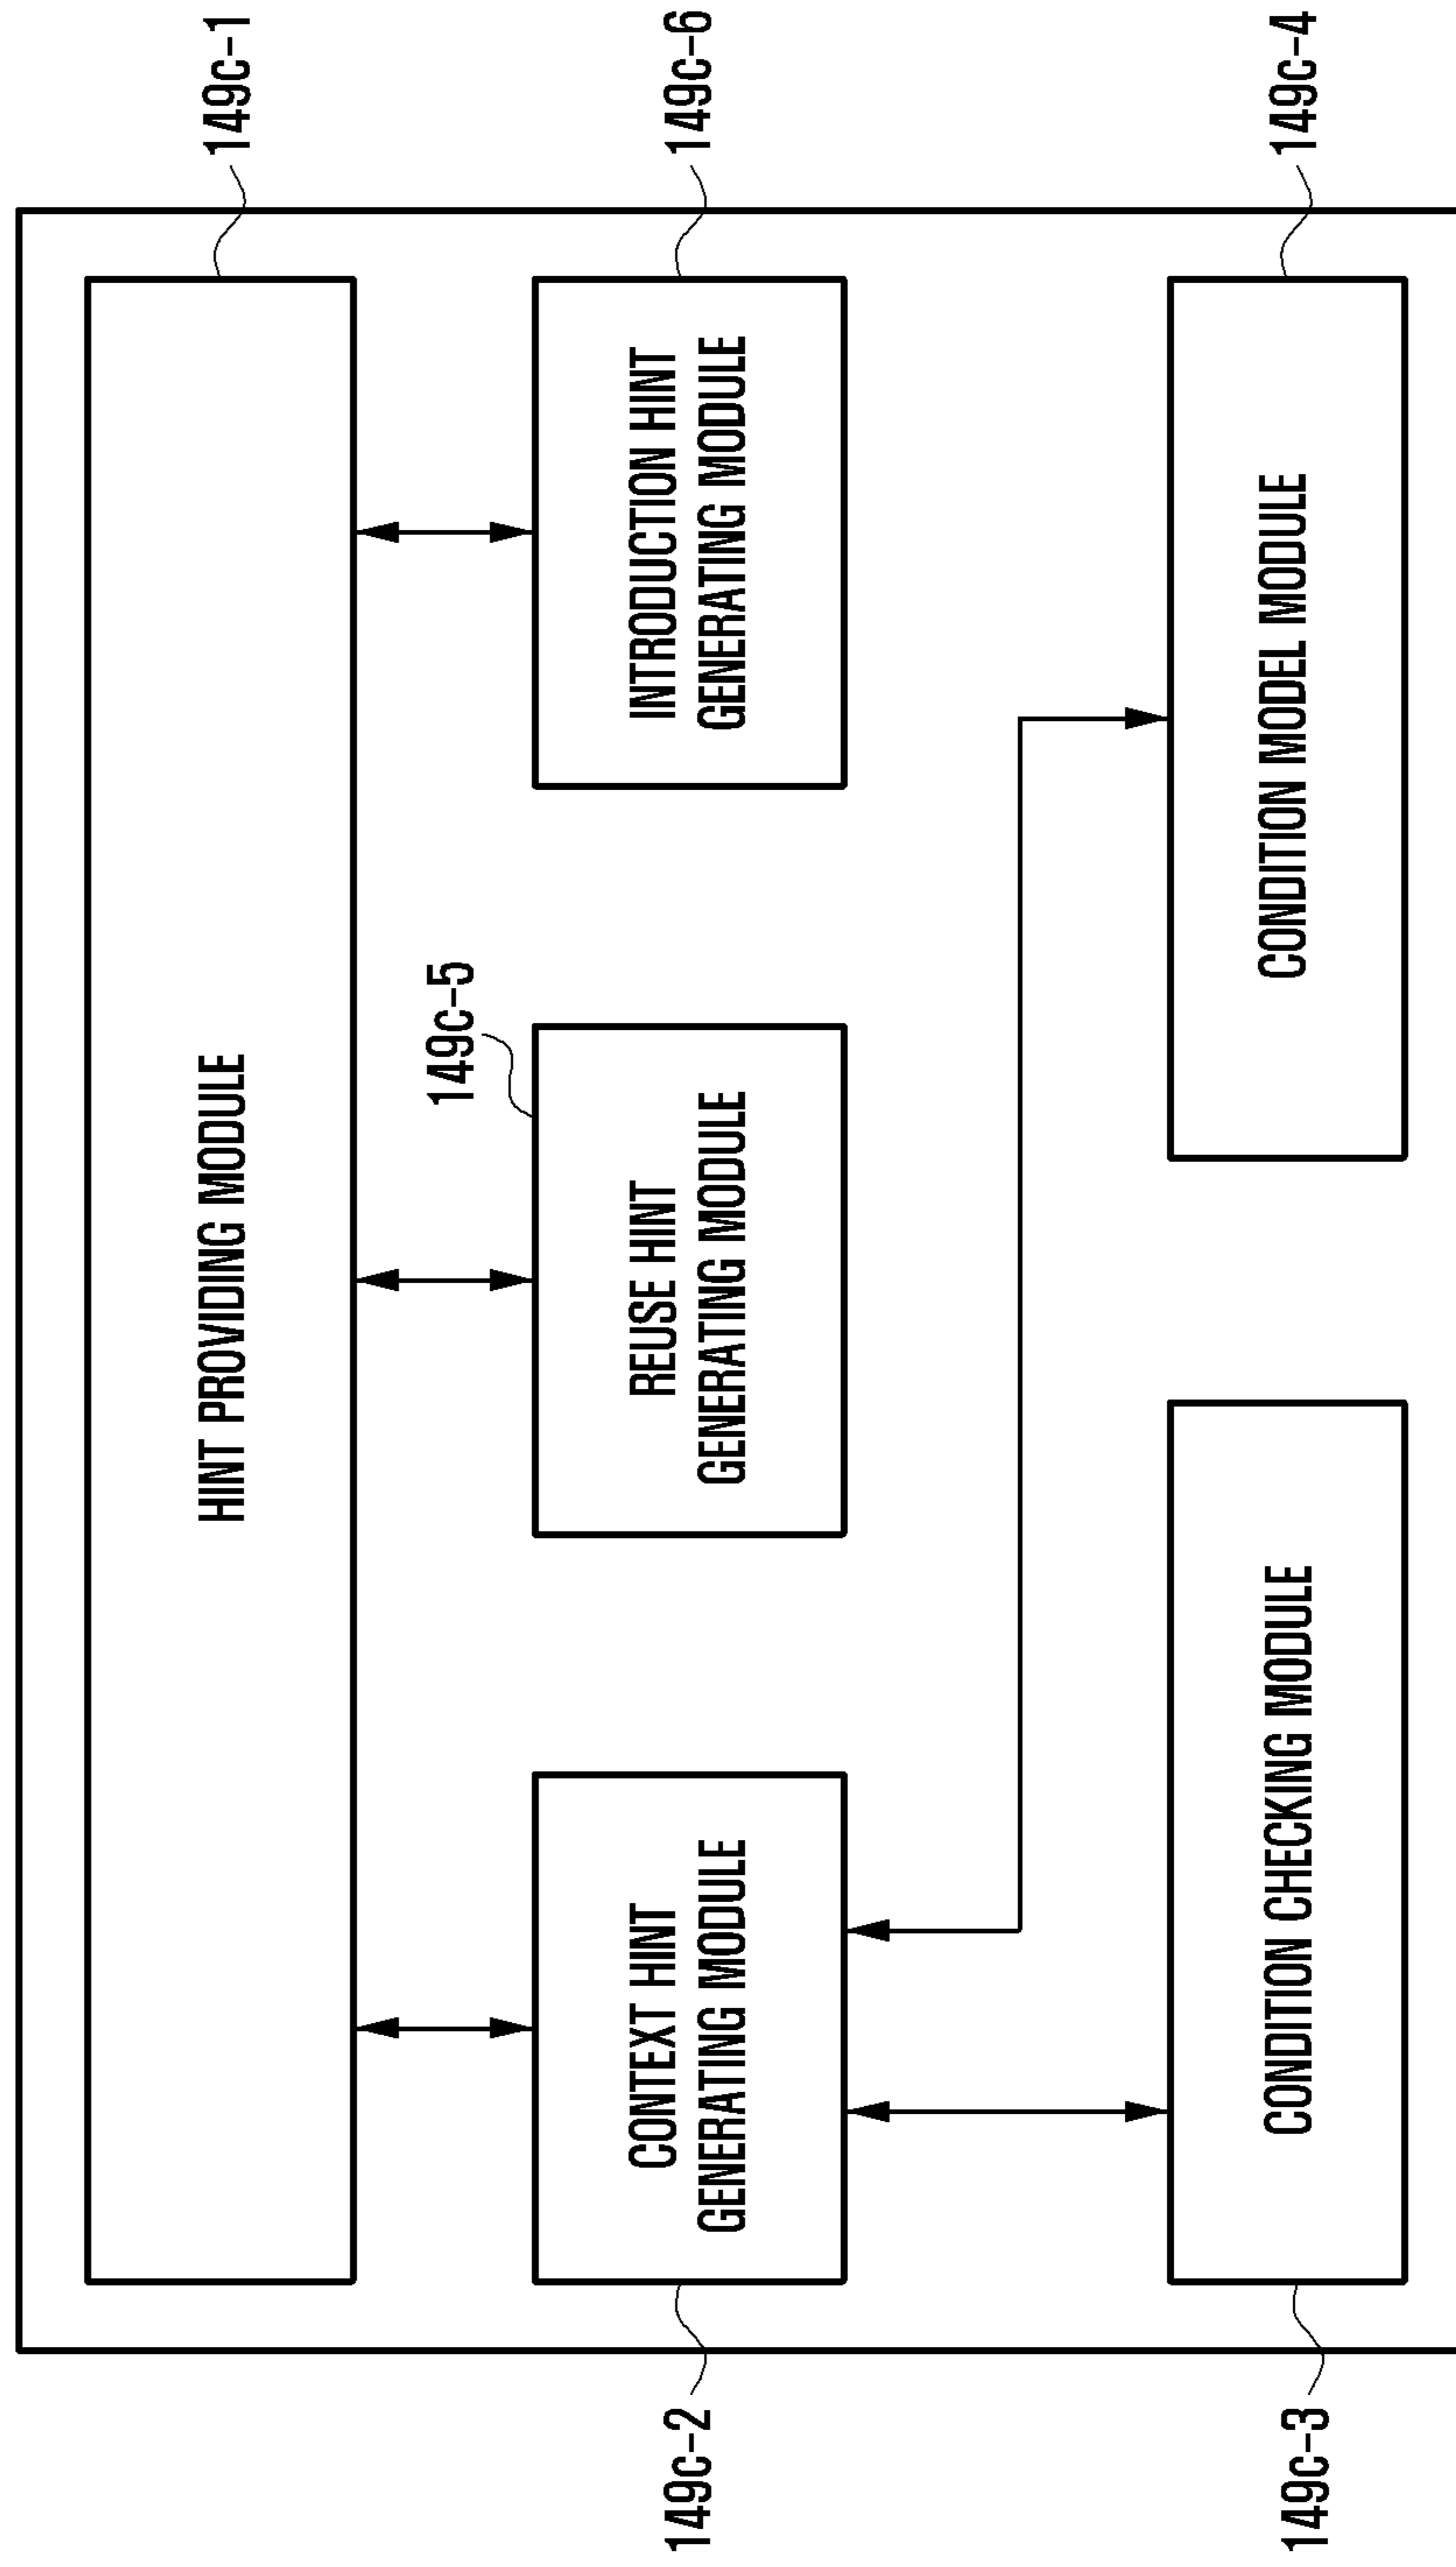 HINT PROVIDING MODULE
149c-1
149c-5
CONTEXT HINT
GENERATING MODULE
149c-2
REUSE HINT
GENERATING MODULE
INTRODUCTION HINT
GENERATING MODULE
149c-6
CONDITION CHECKING MODULE
149c-3
CONDITION MODEL MODULE
149c-4